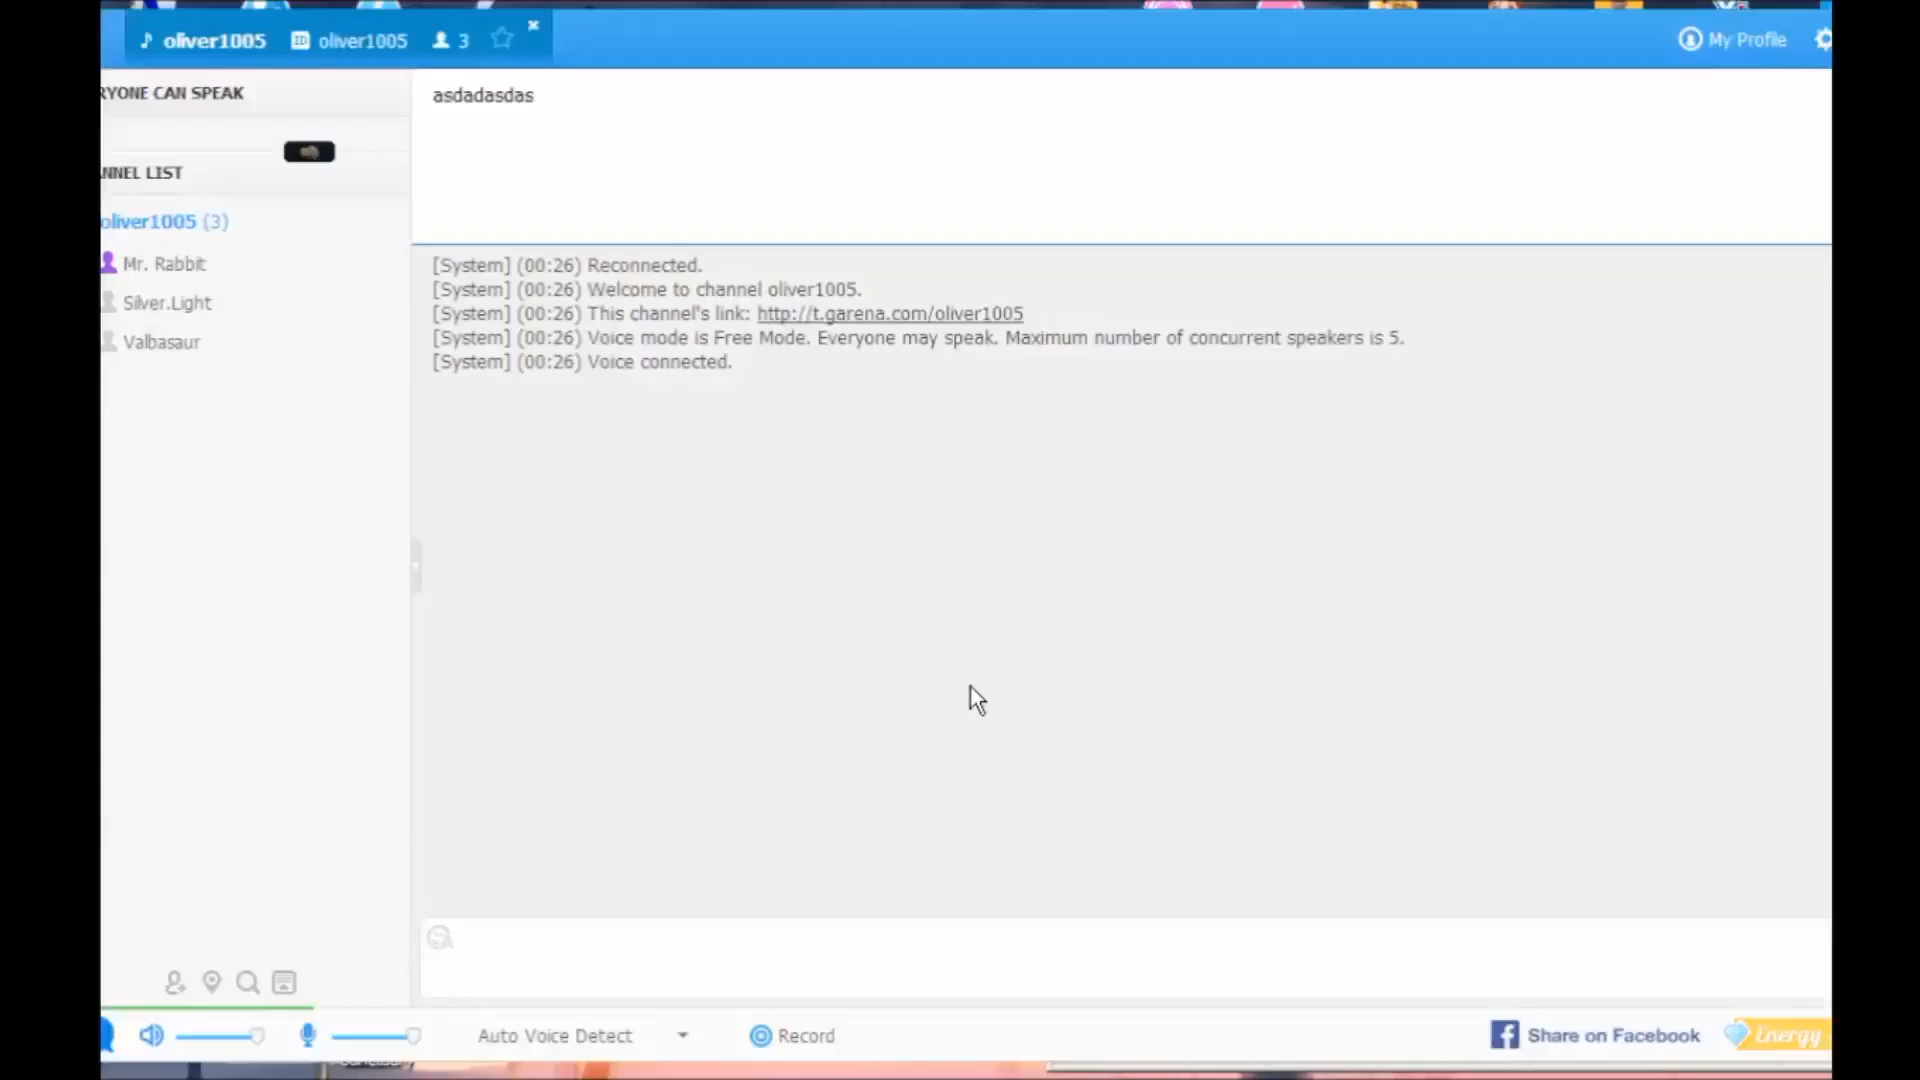 oliver1005 oliver1005 3 My Profile
RYONE CAN SPEAK
asdadasdas
NNEL LIST
oliver1005 (3)
Mr. Rabbit
Silver.Light
Valbasaur
[System] (00:26) Reconnected.
[System] (00:26) Welcome to channel oliver1005.
[System] (00:26) This channel's link: http://t.garena.com/oliver1005
[System] (00:26) Voice mode is Free Mode. Everyone may speak. Maximum number of concurrent speakers is 5.
[System] (00:26) Voice connected.
Auto Voice Detect Record Share on Facebook Energy